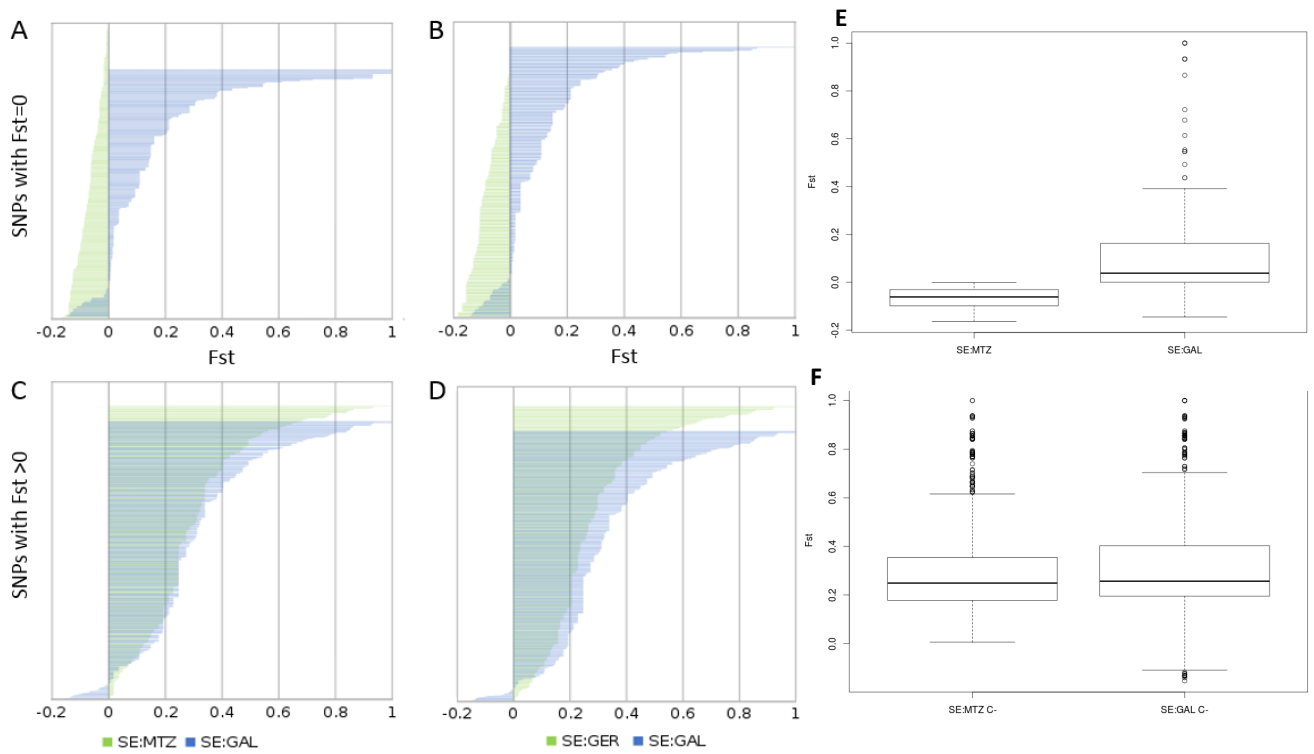 A
B
E
SNPs with Fst=0
-0.2 0 0.2 0.4 0.6 0.8 1
Fst
-0.2 0 0.2 0.4 0.6 0.8 1
Fst
Fst
1.0
0.8
0.6
0.4
0.2
0.0
-0.2
SE:MTZ SE:GAL
C
D
F
SNPs with Fst >0
-0.2 0 0.2 0.4 0.6 0.8 1
SE:MTZ SE:GAL
-0.2 0 0.2 0.4 0.6 0.8 1
SE:GER SE:GAL
Fst
1.0
0.8
0.6
0.4
0.2
0.0
SE:MTZ C- SE:GAL C-